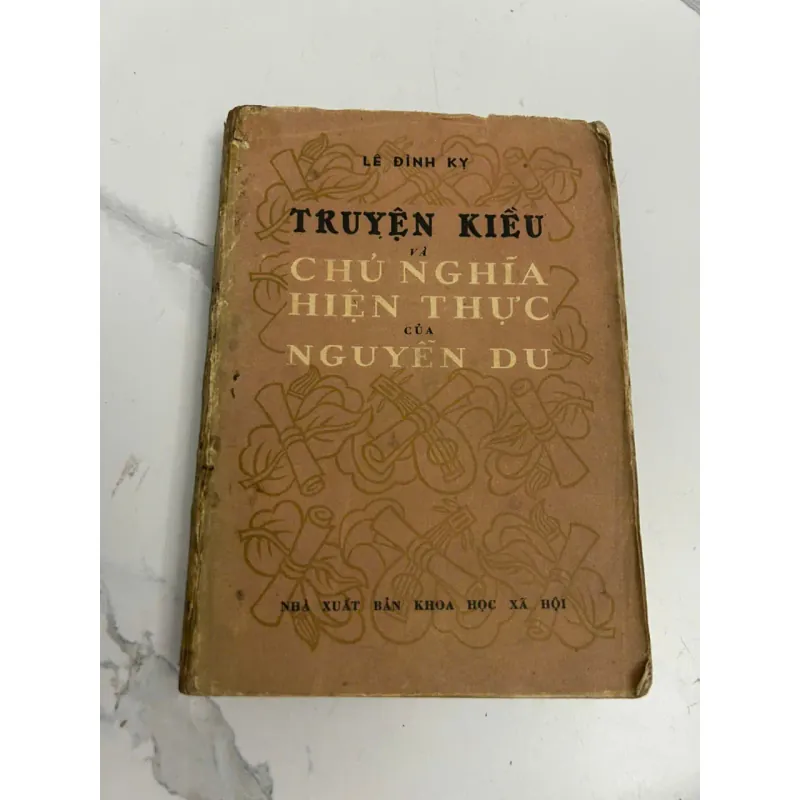 LÊ ĐÌNH KỴ
TRUYỆN KIỀU
VÀ
CHỦ NGHĨA
HIỆN THỰC
CỦA
NGUYỄN DU
NHÀ XUẤT BẢN KHOA HỌC XÃ HỘI